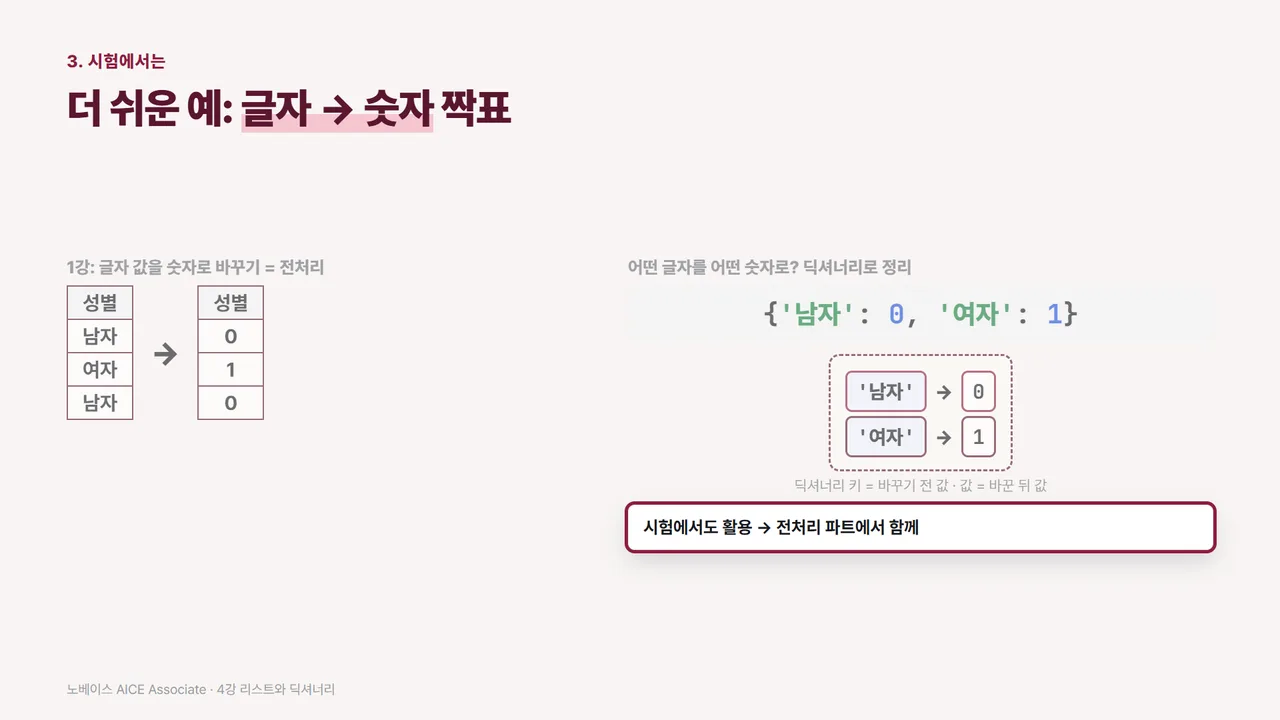 3. 시험에서는
더 쉬운 예: 글자 → 숫자 짝표
1강: 글자 값을 숫자로 바꾸기 = 전처리
성별
남자
여자
남자
→
성별
0
1
0
어떤 글자를 어떤 숫자로? 딕셔너리로 정리
{'남자': 0, '여자': 1}
'남자' → 0
'여자' → 1
딕셔너리 키 = 바꾸기 전 값 · 값 = 바꾼 뒤 값
시험에서도 활용 → 전처리 파트에서 함께
노베이스 AICE Associate · 4강 리스트와 딕셔너리